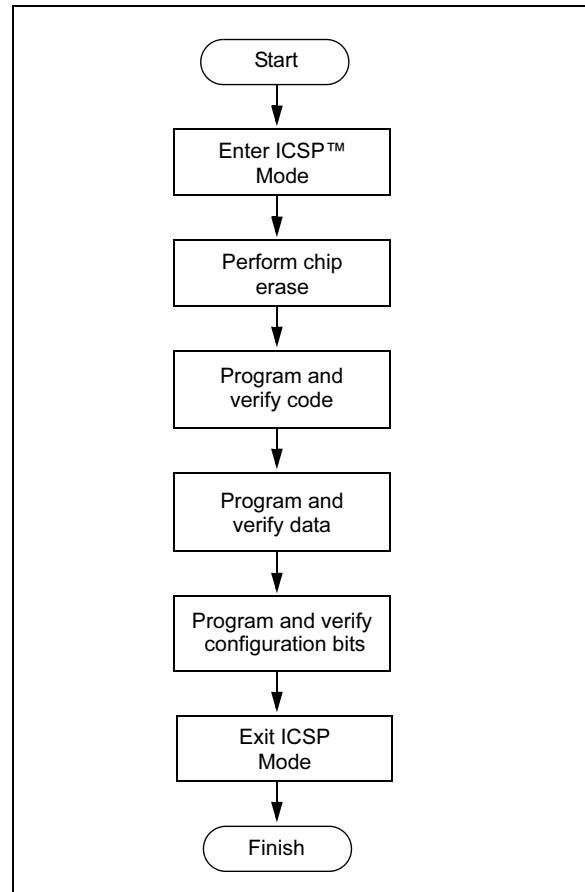 Start
Enter ICSP™
Mode
Perform chip
erase
Program and
verify code
Program and
verify data
Program and verify
configuration bits
Exit ICSP
Mode
Finish